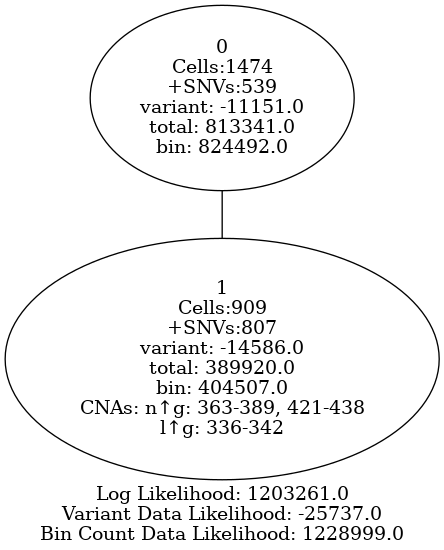 0
Cells:1474
+SNVs:539
variant: -11151.0
total: 813341.0
bin: 824492.0
1
Cells:909
+SNVs:807
variant: -14586.0
total: 389920.0
bin: 404507.0
CNAs: n↑g: 363-389, 421-438
l↑g: 336-342
Log Likelihood: 1203261.0
Variant Data Likelihood: -25737.0
Bin Count Data Likelihood: 1228999.0